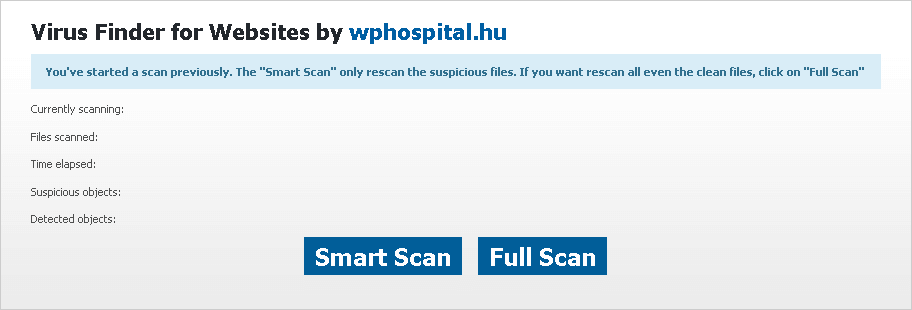 Virus Finder for Websites by wphospital.hu
You've started a scan previously. The "Smart Scan" only rescan the suspicious files. If you want rescan all even the clean files, click on "Full Scan"
Currently scanning:
Files scanned:
Time elapsed:
Suspicious objects:
Detected objects:
Smart Scan Full Scan